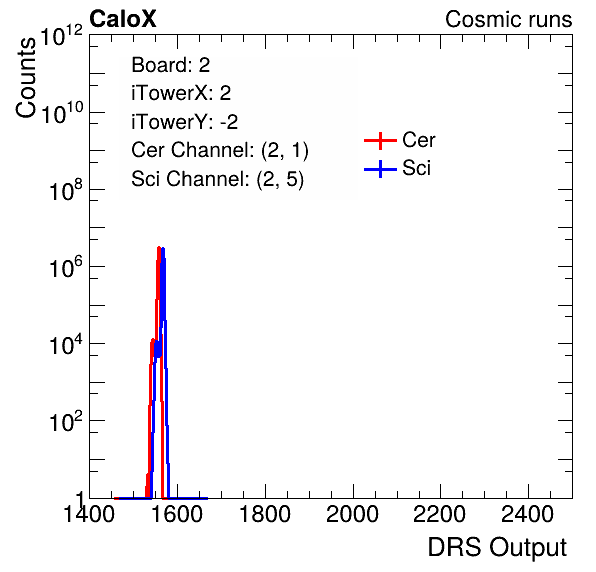 CaloX Cosmic runs
Counts
10^12
10^10
10^8
10^6
10^4
10^2
1
Board: 2
iTowerX: 2
iTowerY: -2
Cer Channel: (2, 1)
Sci Channel: (2, 5)
Cer
Sci
1400 1600 1800 2000 2200 2400
DRS Output